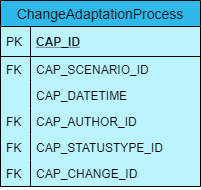 ChangeAdaptationProcess
PK CAP_ID
FK CAP_SCENARIO_ID
CAP_DATETIME
FK CAP_AUTHOR_ID
FK CAP_STATUSTYPE_ID
FK CAP_CHANGE_ID